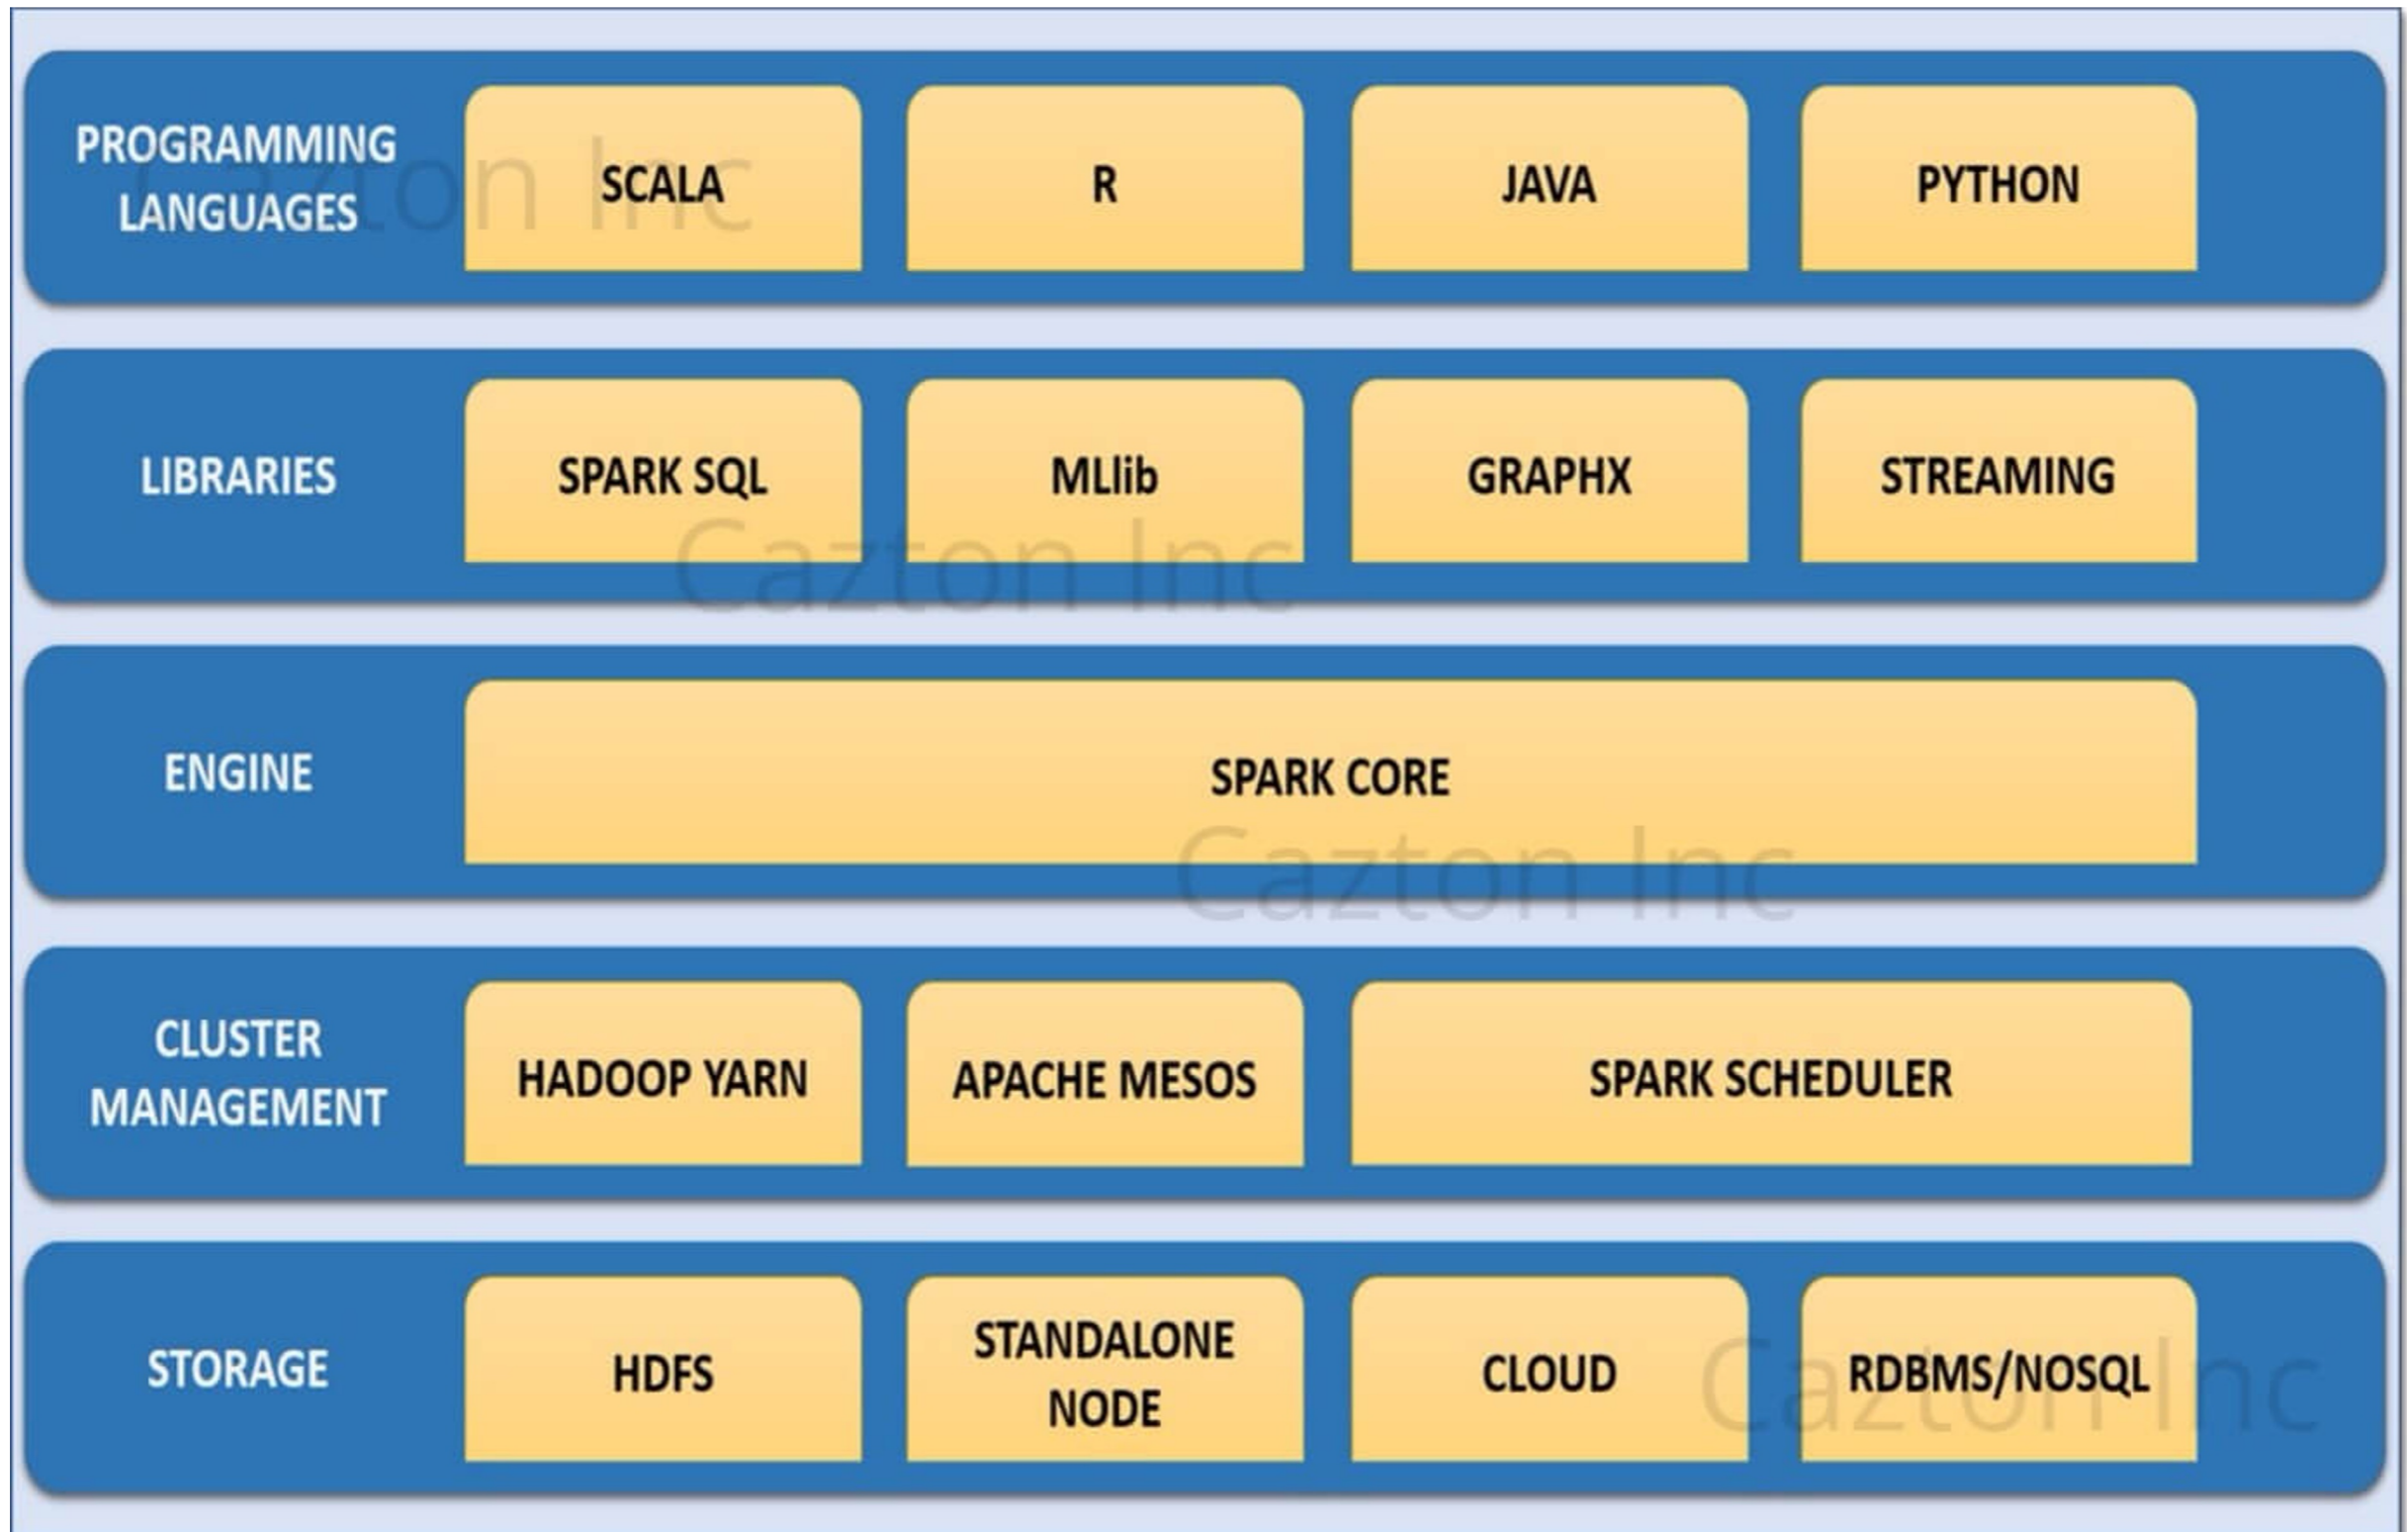 PROGRAMMING
LANGUAGES
SCALA
R
JAVA
PYTHON
LIBRARIES
SPARK SQL
MLlib
GRAPHX
STREAMING
ENGINE
SPARK CORE
CLUSTER
MANAGEMENT
HADOOP YARN
APACHE MESOS
SPARK SCHEDULER
STORAGE
HDFS
STANDALONE
NODE
CLOUD
RDBMS/NOSQL
Cazton Inc
Cazton Inc
Cazton Inc
Cazton Inc